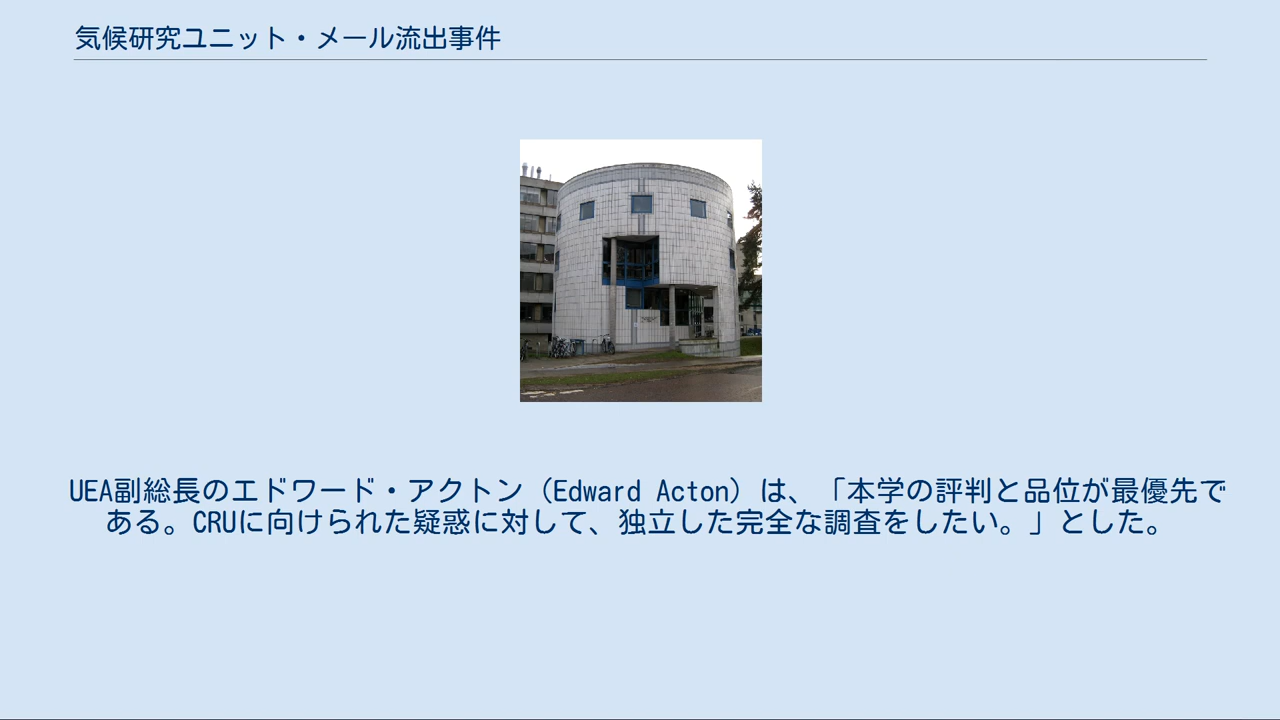 気候研究ユニット・メール流出事件
UEA副総長のエドワード・アクトン（Edward Acton）は、「本学の評判と品位が最優先で
ある。CRUに向けられた疑惑に対して、独立した完全な調査をしたい。」とした。